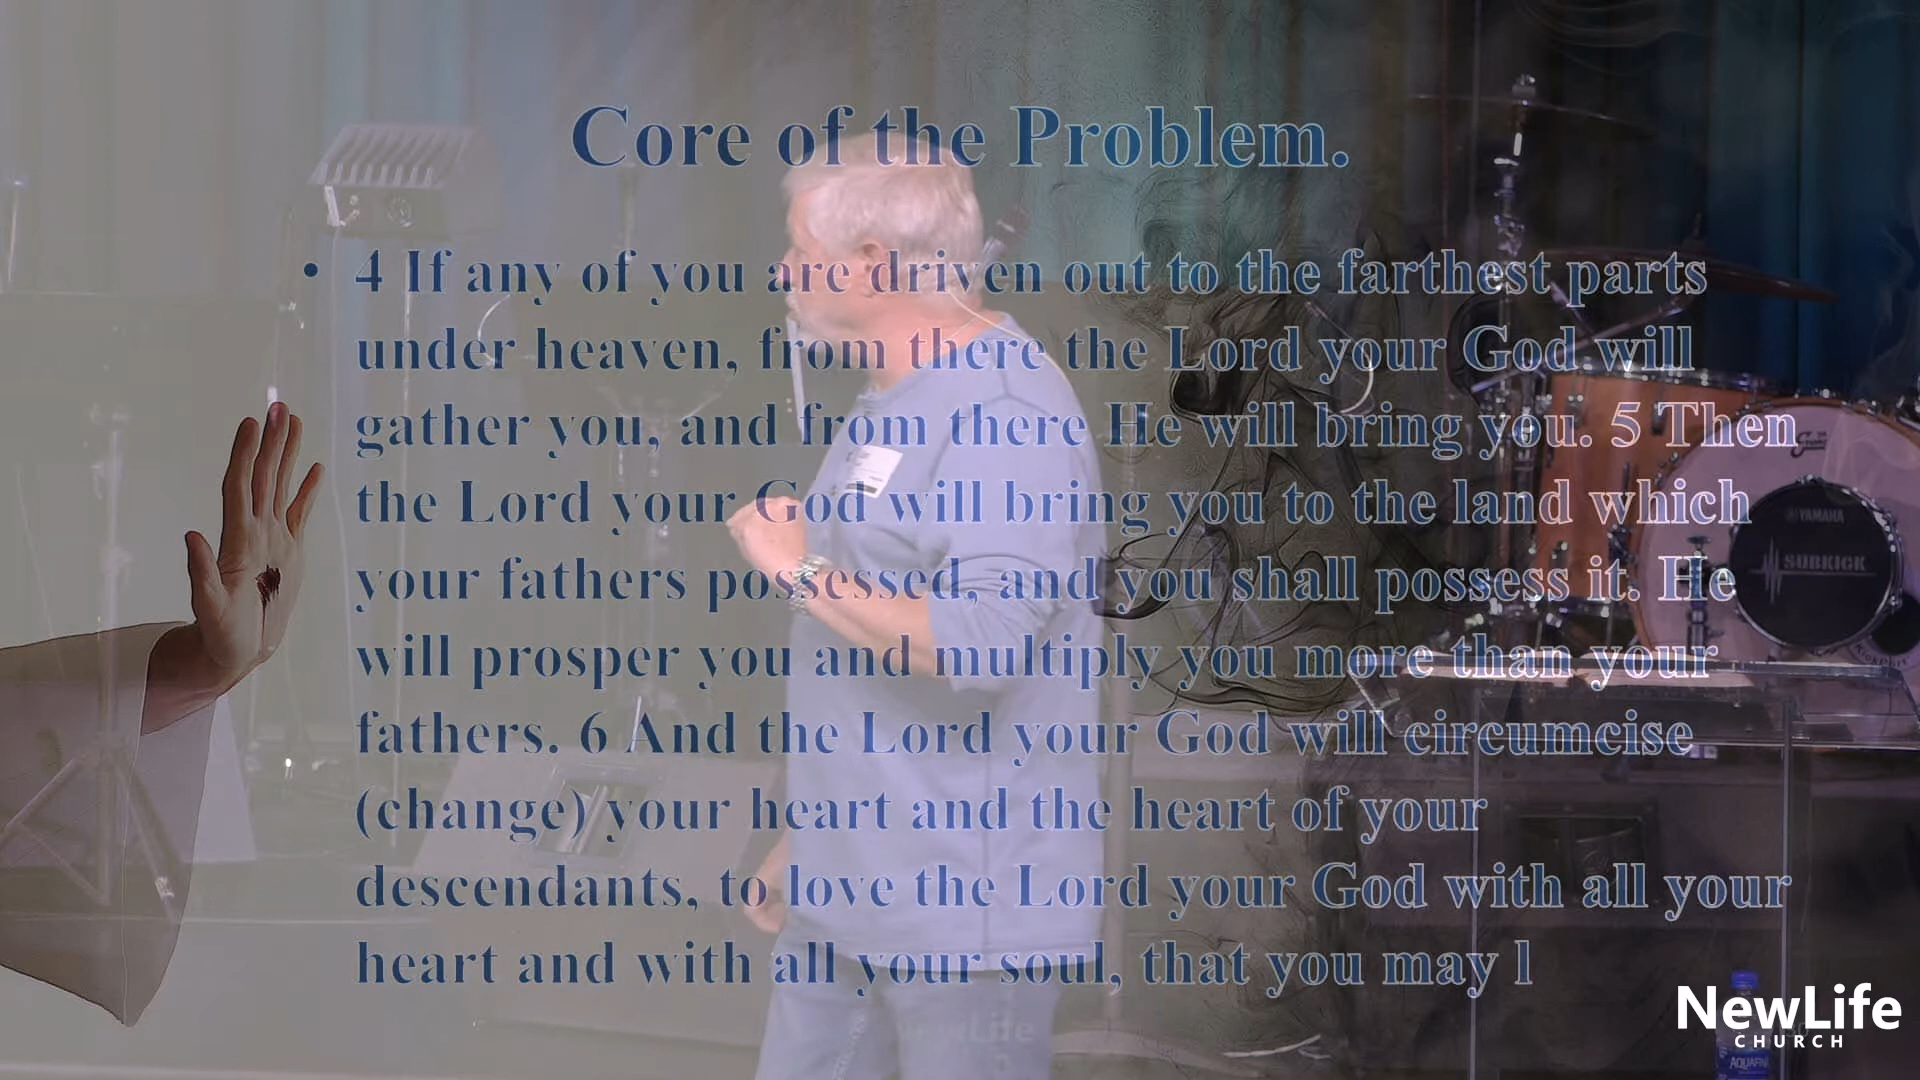 Core of the Problem.
• 4 If any of you are driven out to the farthest parts
under heaven, from there the Lord your God will
gather you, and from there He will bring you. 5 Then
the Lord your God will bring you to the land which
your fathers possessed, and you shall possess it. He
will prosper you and multiply you more than your
fathers. 6 And the Lord your God will circumcise
(change) your heart and the heart of your
descendants, to love the Lord your God with all your
heart and with all your soul, that you may l
YAMAHA
SUBKICK
NewLife
CHURCH
AQUAFINA
NewLife